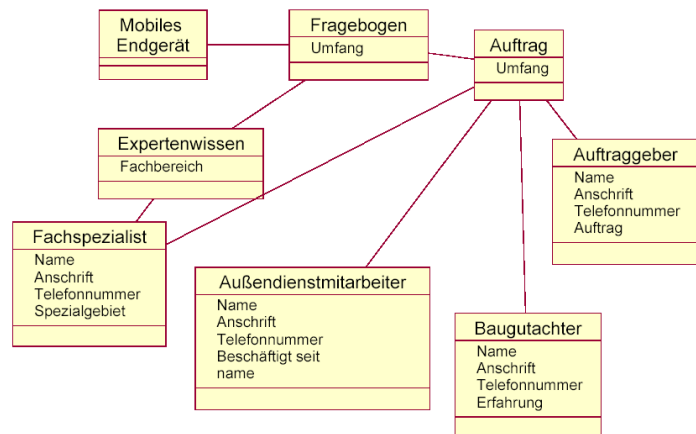 Mobiles
Endgerät
Fragebogen
Umfang
Auftrag
Umfang
Expertenwissen
Fachbereich
Auftraggeber
Name
Anschrift
Telefonnummer
Auftrag
Fachspezialist
Name
Anschrift
Telefonnummer
Spezialgebiet
Außendienstmitarbeiter
Name
Anschrift
Telefonnummer
Beschäftigt seit
name
Baugutachter
Name
Anschrift
Telefonnummer
Erfahrung